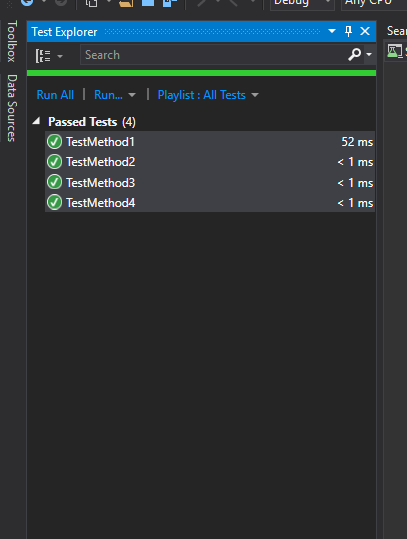 Debug
Any CPU
Toolbox
Data Sources
Test Explorer
Sear
Search
Run All | Run... | Playlist : All Tests
Passed Tests (4)
TestMethod1 52 ms
TestMethod2 < 1 ms
TestMethod3 < 1 ms
TestMethod4 < 1 ms